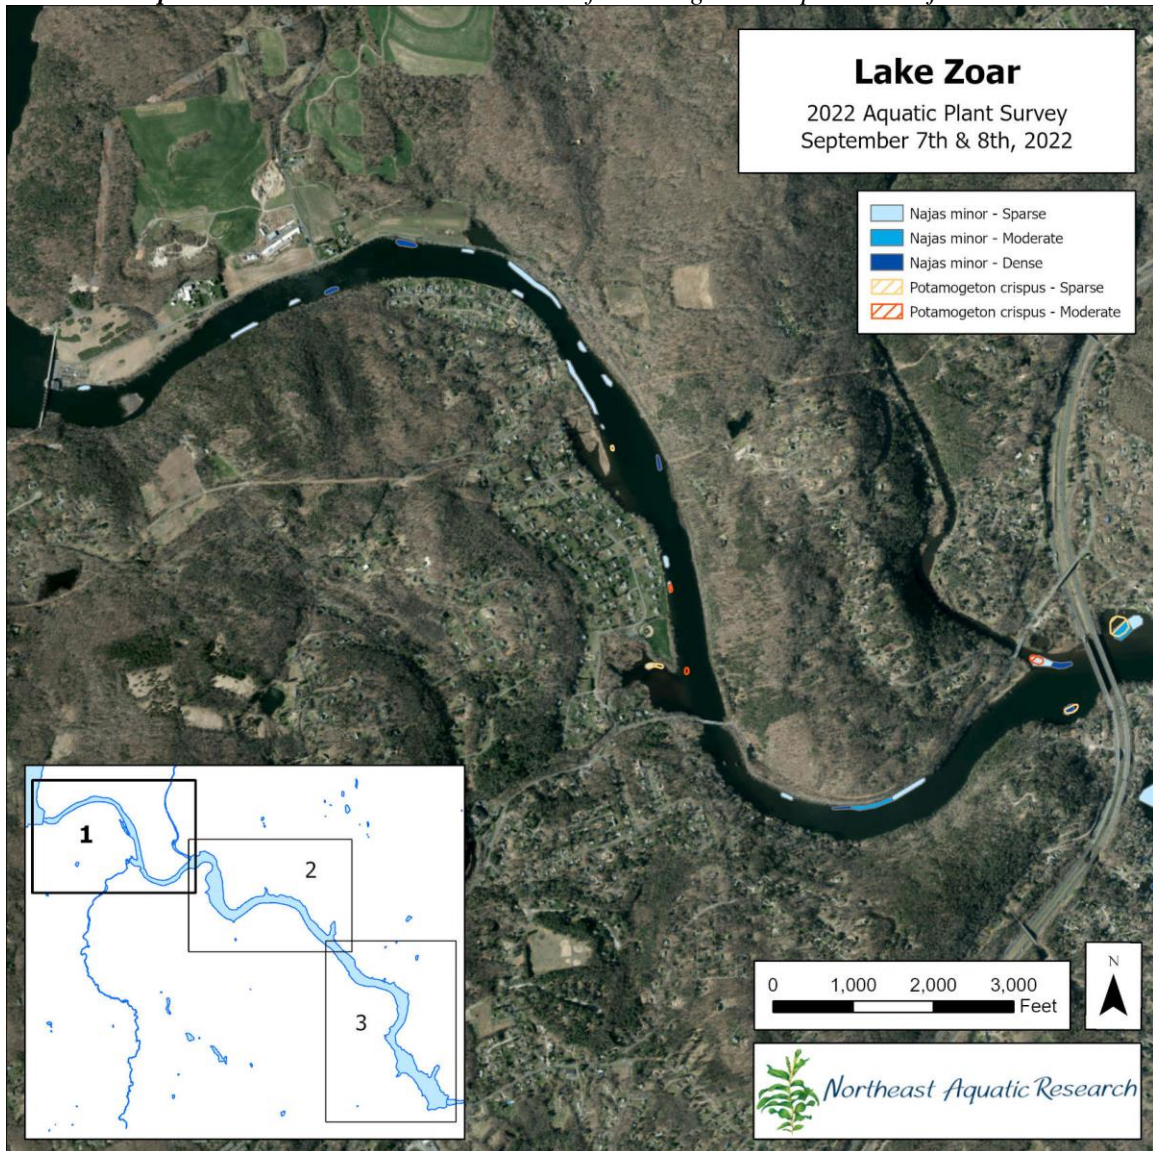 Lake Zoar
2022 Aquatic Plant Survey
September 7th & 8th, 2022
Najas minor - Sparse
Najas minor - Moderate
Najas minor - Dense
Potamogeton crispus - Sparse
Potamogeton crispus - Moderate
1
2
3
0 1,000 2,000 3,000
Feet
N
Northeast Aquatic Research